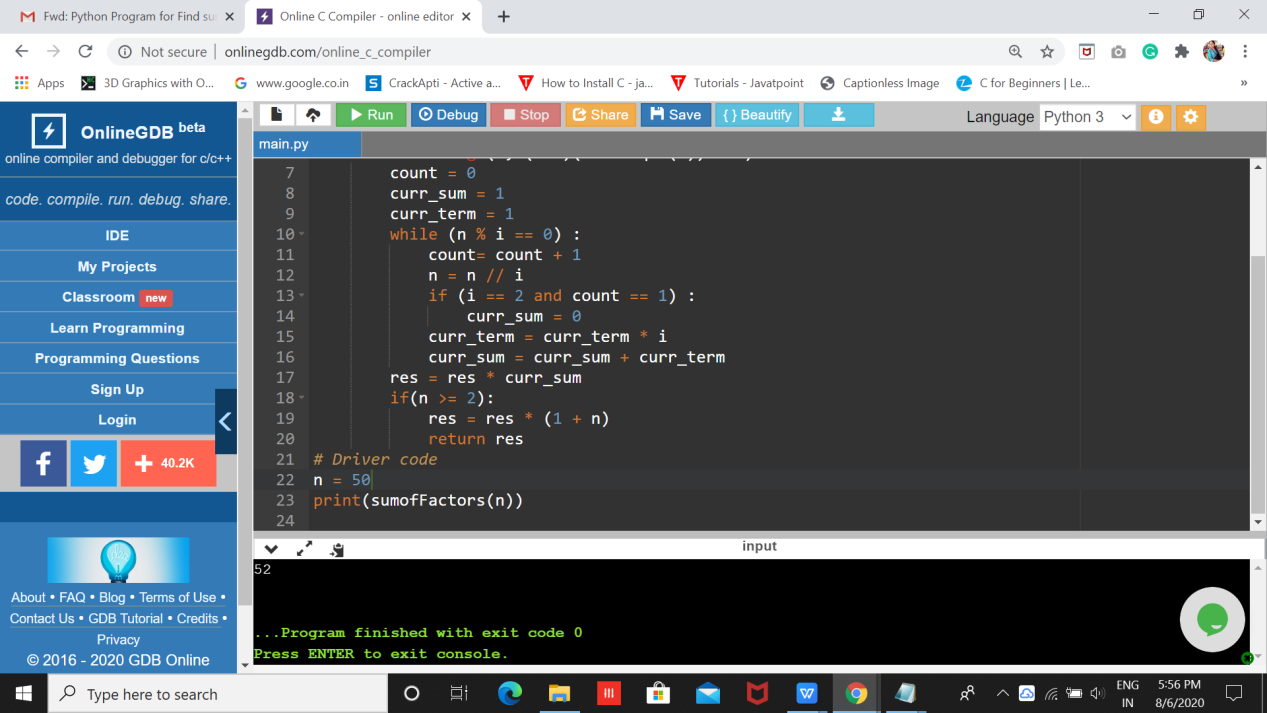 Fwd: Python Program for Find su
Online C Compiler - online editor
Not secure | onlinegdb.com/online_c_compiler
Apps
3D Graphics with O...
www.google.co.in
CrackApti - Active a...
How to Install C - ja...
Tutorials - Javatpoint
Captionless Image
C for Beginners | Le...
»
OnlineGDB beta
online compiler and debugger for c/c++
code. compile. run. debug. share.
IDE
My Projects
Classroom new
Learn Programming
Programming Questions
Sign Up
Login
40.2K
About • FAQ • Blog • Terms of Use •
Contact Us • GDB Tutorial • Credits •
Privacy
© 2016 - 2020 GDB Online
Run
Debug
Stop
Share
Save
{ } Beautify
Language Python 3
main.py
7 count = 0
8 curr_sum = 1
9 curr_term = 1
10 while (n % i == 0) :
11 count= count + 1
12 n = n // i
13 if (i == 2 and count == 1) :
14 curr_sum = 0
15 curr_term = curr_term * i
16 curr_sum = curr_sum + curr_term
17 res = res * curr_sum
18 if(n >= 2):
19 res = res * (1 + n)
20 return res
21 # Driver code
22 n = 50
23 print(sumofFactors(n))
24
input
52
...Program finished with exit code 0
Press ENTER to exit console.
Type here to search
ENG
IN
5:56 PM
8/6/2020